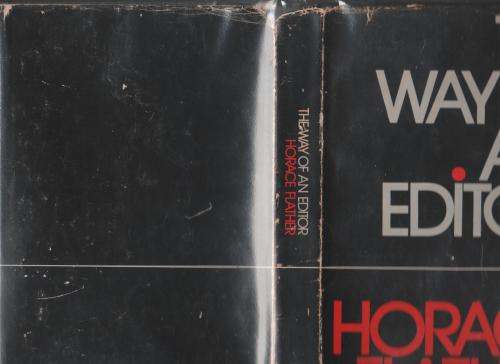 THE WAY OF AN EDITOR
HORACE FLATHER
WAY
A
EDITO
HORAC